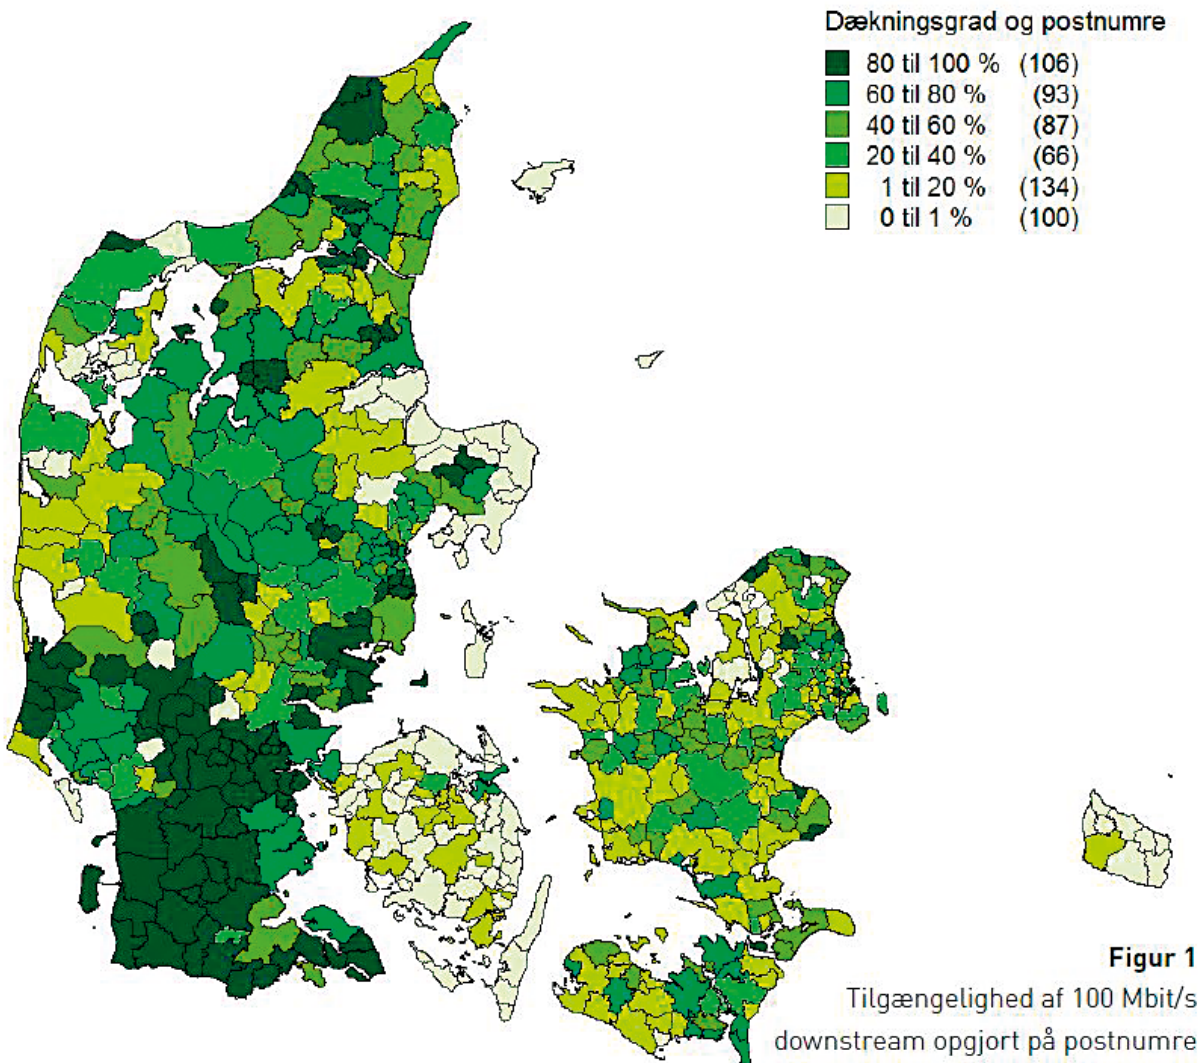 Dækningsgrad og postnumre
80 til 100 % (106)
60 til 80 % (93)
40 til 60 % (87)
20 til 40 % (66)
1 til 20 % (134)
0 til 1 % (100)
Figur 1
Tilgængelighed af 100 Mbit/s
downstream opgjort på postnumre